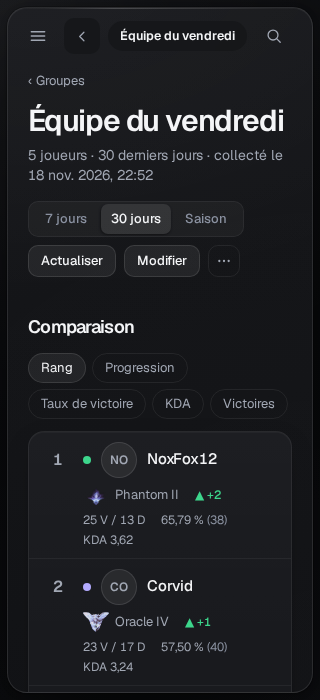 Équipe du vendredi
‹ Groupes
Équipe du vendredi
5 joueurs · 30 derniers jours · collecté le
18 nov. 2026, 22:52
7 jours 30 jours Saison
Actualiser Modifier ···
Comparaison
Rang Progression
Taux de victoire KDA Victoires
1 NO NoxFox12
Phantom II ▲+2
25 V / 13 D 65,79 % (38)
KDA 3,62
2 CO Corvid
Oracle IV ▲+1
23 V / 17 D 57,50 % (40)
KDA 3,24